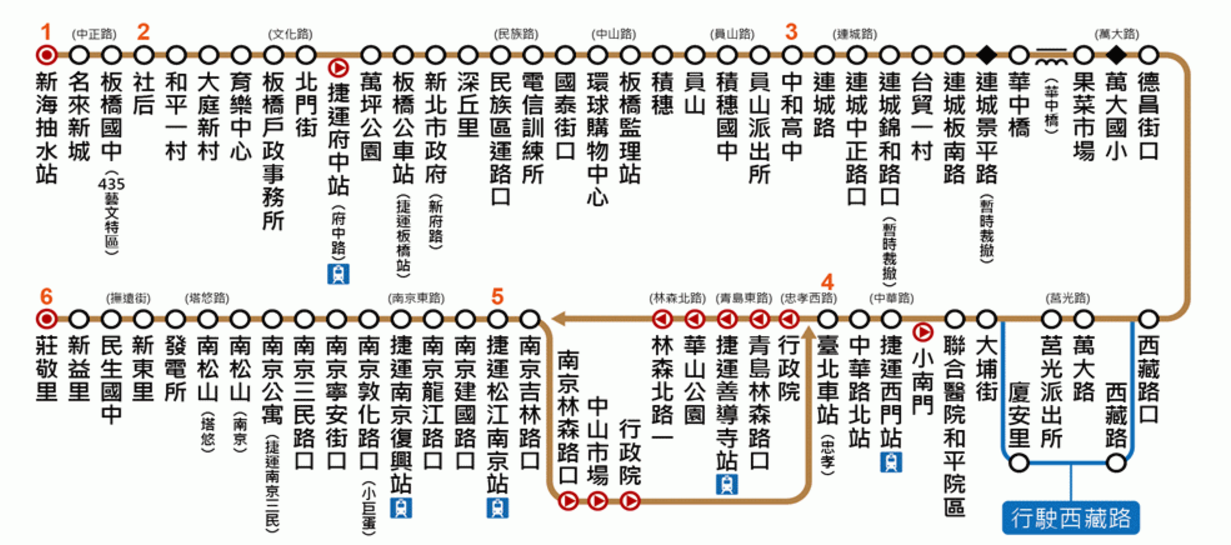 1
(中正路)
2
(文化路)
(民族路)
(中山路)
(員山路)
3
(連城路)
(萬大路)
新海抽水站
名來新城
板橋國中(435藝文特區)
社后
和平一村
大庭新村
育樂中心
板橋戶政事務所
北門街
捷運府中站(府中路)
萬坪公園
板橋公車站(捷運板橋站)
新北市政府(新府路)
深丘里
民族區運路口
電信訓練所
國泰街口
環球購物中心
板橋監理站
積穗
員山
積穗國中
員山派出所
中和高中
連城路
連城中正路口
連城錦和路口(暫時裁撤)
台貿一村
連城板南路
連城景平路(暫時裁撤)
華中橋
(華中橋)
果菜市場
萬大國小
德昌街口
6
(撫遠街)
(塔悠路)
(南京東路)
5
(林森北路)
(青島東路)
(忠孝西路)
4
(中華路)
(莒光路)
莊敬里
新益里
民生國中
新東里
發電所
南松山(塔悠)
南松山(南京)
南京公寓(捷運南京三民)
南京三民路口
南京寧安街口
南京敦化路口(小巨蛋)
捷運南京復興站
南京龍江路口
南京建國路口
捷運松江南京站
南京吉林路口
南京林森路口
中山市場
行政院
林森北路一
華山公園
捷運善導寺站
青島林森路口
行政院
臺北車站(忠孝)
中華路北站
捷運西門站
小南門
聯合醫院和平院區
大埔街
廈安里
莒光派出所
萬大路
西藏路
西藏路口
行駛西藏路